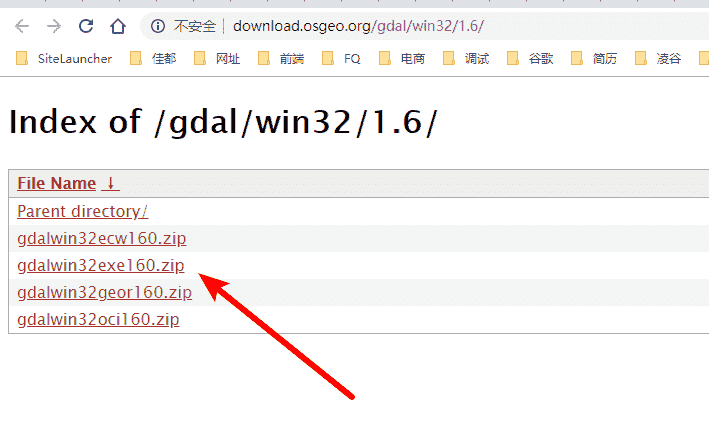 不安全 download.osgeo.org/gdal/win32/1.6/
SiteLauncher 佳都 网址 前端 FQ 电商 调试 谷歌 简历 凌谷
Index of /gdal/win32/1.6/
File Name ↓
Parent directory/
gdalwin32ecw160.zip
gdalwin32exe160.zip
gdalwin32geor160.zip
gdalwin32oci160.zip